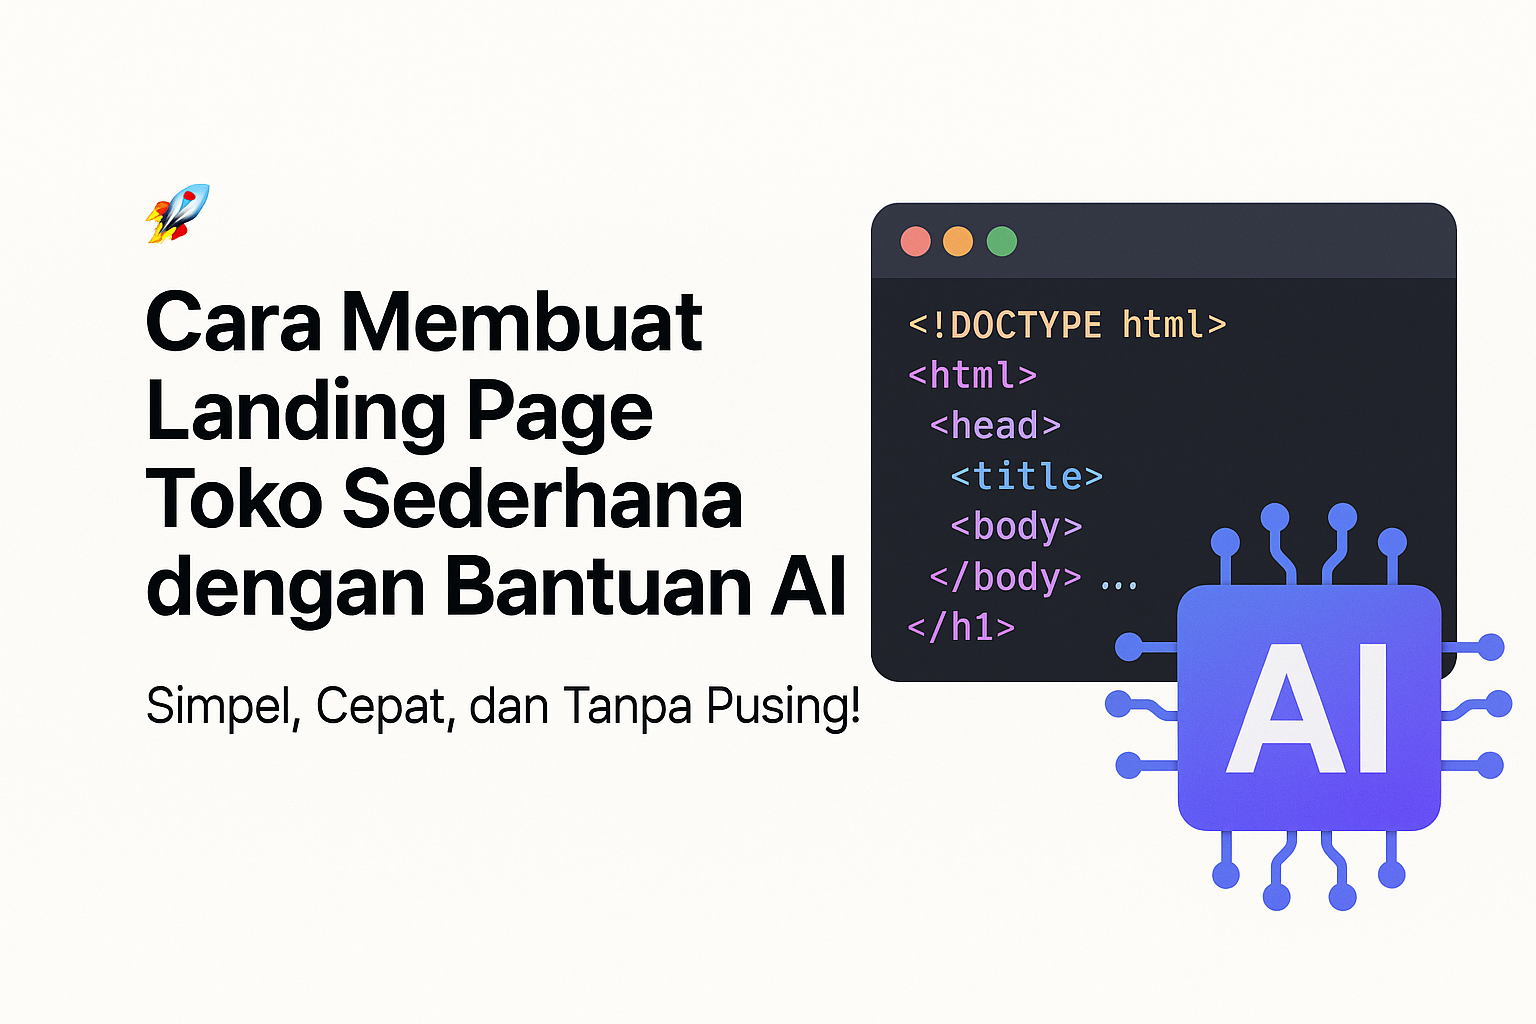 🚀
Cara Membuat
Landing Page
Toko Sederhana
dengan Bantuan AI
Simpel, Cepat, dan Tanpa Pusing!
<!DOCTYPE html>
<html>
<head>
<title>
<body>
</body> ...
</h1>
AI